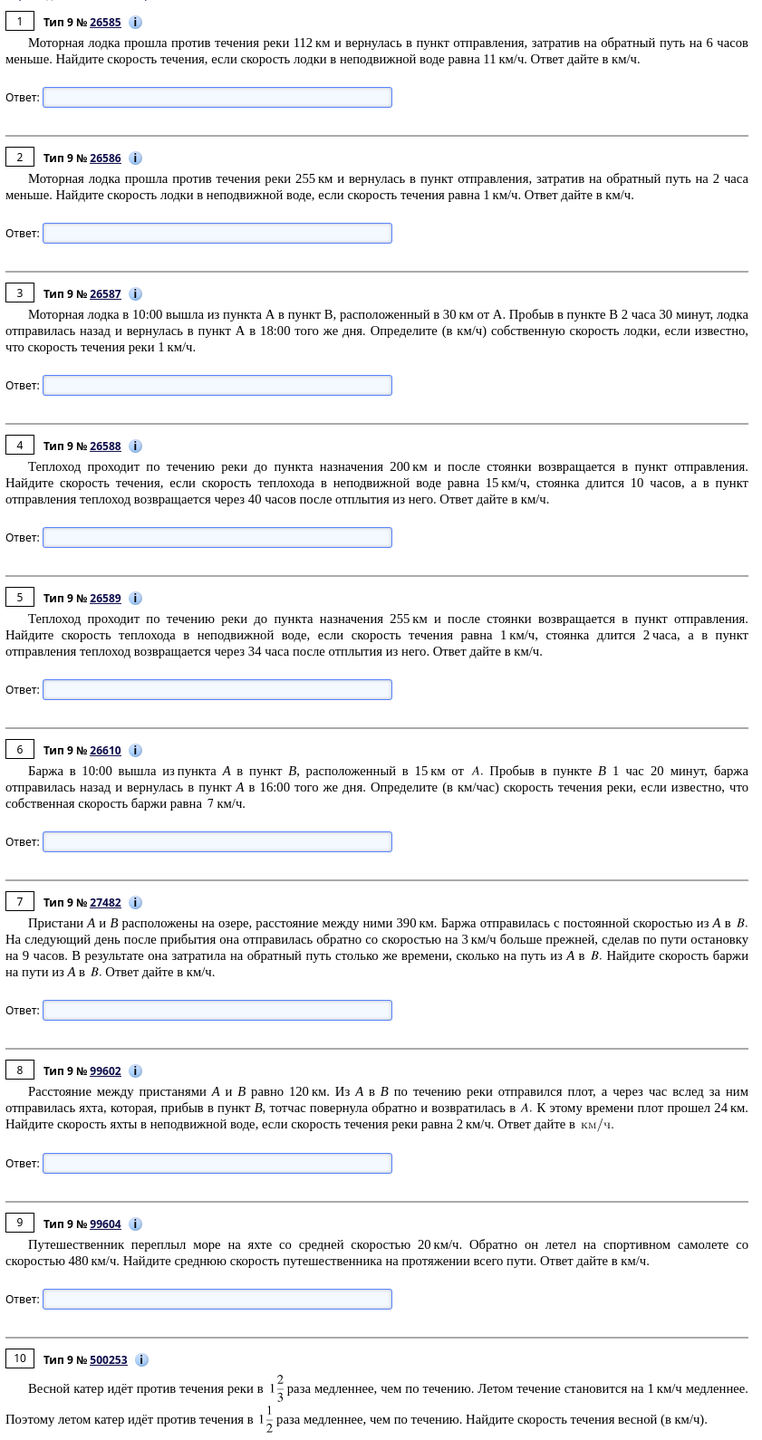 1 Тип 9 № 26585 i
Моторная лодка прошла против течения реки 112 км и вернулась в пункт отправления, затратив на обратный путь на 6 часов
меньше. Найдите скорость течения, если скорость лодки в неподвижной воде равна 11 км/ч. Ответ дайте в км/ч.
Ответ:
2 Тип 9 № 26586 i
Моторная лодка прошла против течения реки 255 км и вернулась в пункт отправления, затратив на обратный путь на 2 часа
меньше. Найдите скорость лодки в неподвижной воде, если скорость течения равна 1 км/ч. Ответ дайте в км/ч.
Ответ:
3 Тип 9 № 26587 i
Моторная лодка в 10:00 вышла из пункта А в пункт В, расположенный в 30 км от А. Пробыв в пункте В 2 часа 30 минут, лодка
отправилась назад и вернулась в пункт А в 18:00 того же дня. Определите (в км/ч) собственную скорость лодки, если известно,
что скорость течения реки 1 км/ч.
Ответ:
4 Тип 9 № 26588 i
Теплоход проходит по течению реки до пункта назначения 200 км и после стоянки возвращается в пункт отправления.
Найдите скорость течения, если скорость теплохода в неподвижной воде равна 15 км/ч, стоянка длится 10 часов, а в пункт
отправления теплоход возвращается через 40 часов после отплытия из него. Ответ дайте в км/ч.
Ответ:
5 Тип 9 № 26589 i
Теплоход проходит по течению реки до пункта назначения 255 км и после стоянки возвращается в пункт отправления.
Найдите скорость теплохода в неподвижной воде, если скорость течения равна 1 км/ч, стоянка длится 2 часа, а в пункт
отправления теплоход возвращается через 34 часа после отплытия из него. Ответ дайте в км/ч.
Ответ:
6 Тип 9 № 26610 i
Баржа в 10:00 вышла из пункта A в пункт B, расположенный в 15 км от A. Пробыв в пункте B 1 час 20 минут, баржа
отправилась назад и вернулась в пункт A в 16:00 того же дня. Определите (в км/час) скорость течения реки, если известно, что
собственная скорость баржи равна 7 км/ч.
Ответ:
7 Тип 9 № 27482 i
Пристани A и B расположены на озере, расстояние между ними 390 км. Баржа отправилась с постоянной скоростью из A в B.
На следующий день после прибытия она отправилась обратно со скоростью на 3 км/ч больше прежней, сделав по пути остановку
на 9 часов. В результате она затратила на обратный путь столько же времени, сколько на путь из A в B. Найдите скорость баржи
на пути из A в B. Ответ дайте в км/ч.
Ответ:
8 Тип 9 № 99602 i
Расстояние между пристанями A и B равно 120 км. Из A в B по течению реки отправился плот, а через час вслед за ним
отправилась яхта, которая, прибыв в пункт B, тотчас повернула обратно и возвратилась в A. К этому времени плот прошел 24 км.
Найдите скорость яхты в неподвижной воде, если скорость течения реки равна 2 км/ч. Ответ дайте в км/ч.
Ответ:
9 Тип 9 № 99604 i
Путешественник переплыл море на яхте со средней скоростью 20 км/ч. Обратно он летел на спортивном самолете со
скоростью 480 км/ч. Найдите среднюю скорость путешественника на протяжении всего пути. Ответ дайте в км/ч.
Ответ:
10 Тип 9 № 500253 i
Весной катер идёт против течения реки в 1 2/3 раза медленнее, чем по течению. Летом течение становится на 1 км/ч медленнее.
Поэтому летом катер идёт против течения в 1 1/2 раза медленнее, чем по течению. Найдите скорость течения весной (в км/ч).